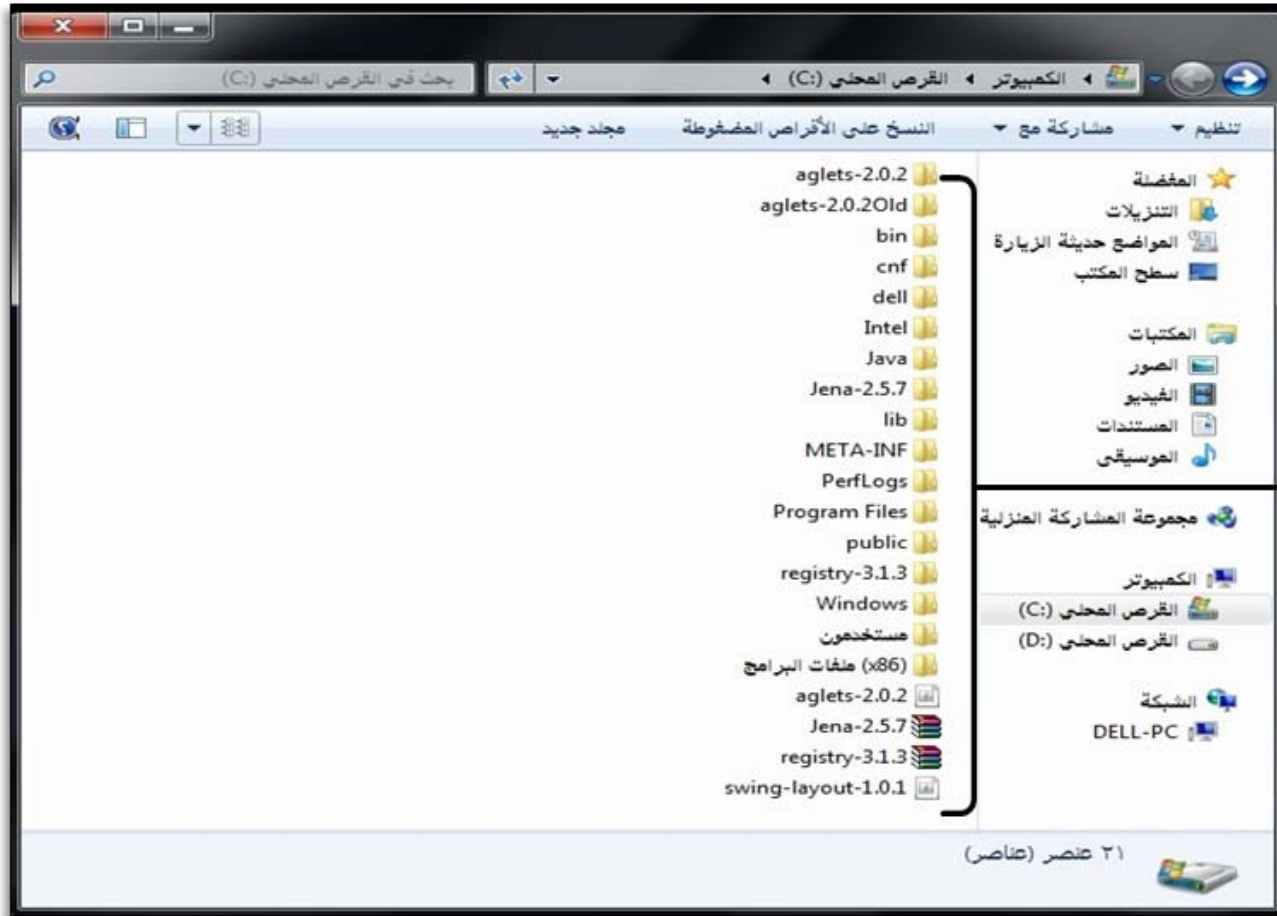 الكمبيوتر القرص المحلي (C:) بحث في القرص المحلي (C:)
تنظيم مشاركة مع النسخ على الأقراص المضغوطة مجلد جديد
المفضلة
التنزيلات
المواضع حديثة الزيارة
سطح المكتب
المكتبات
الصور
الفيديو
المستندات
الموسيقى
مجموعة المشاركة المنزلية
الكمبيوتر
القرص المحلي (C:)
القرص المحلي (D:)
الشبكة
DELL-PC
aglets-2.0.2
aglets-2.0.2Old
bin
cnf
dell
Intel
Java
Jena-2.5.7
lib
META-INF
PerfLogs
Program Files
public
registry-3.1.3
Windows
مستخدمون
ملفات البرامج (x86)
aglets-2.0.2
Jena-2.5.7
registry-3.1.3
swing-layout-1.0.1
٢١ عنصر (عناصر)